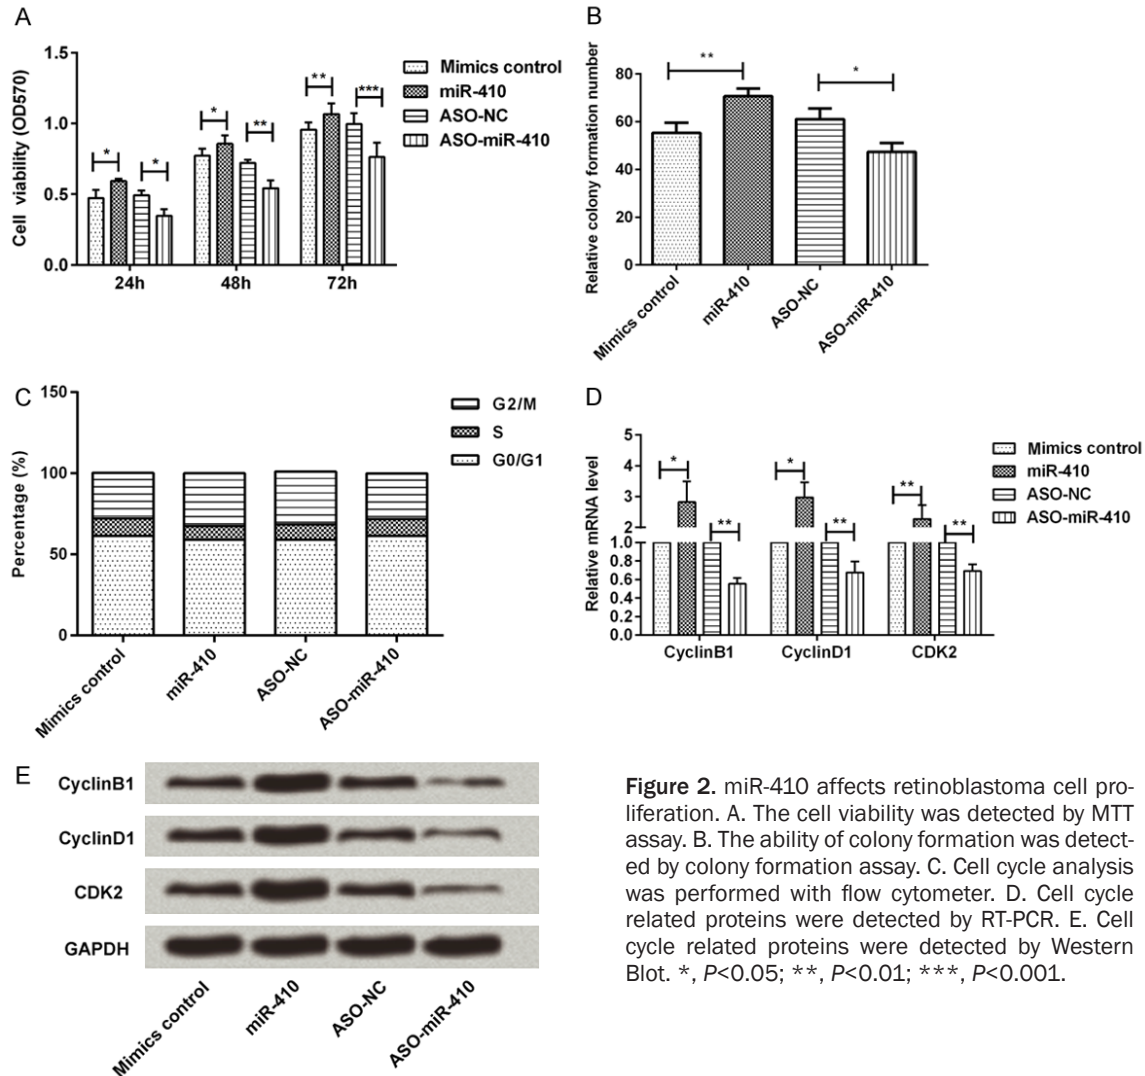 A
Cell viability (OD570)
1.5
1.0
0.5
0.0
* * * ** ** ***
24h 48h 72h
Mimics control
miR-410
ASO-NC
ASO-miR-410
B
Relative colony formation number
80
60
40
20
0
** *
Mimics control miR-410 ASO-NC ASO-miR-410
C
Percentage (%)
150
100
50
0
Mimics control miR-410 ASO-NC ASO-miR-410
G2/M
S
G0/G1
D
Relative mRNA level
5
4
3
2
1.0
0.8
0.6
0.4
0.2
0.0
* ** * ** ** **
CyclinB1 CyclinD1 CDK2
Mimics control
miR-410
ASO-NC
ASO-miR-410
E
CyclinB1
CyclinD1
CDK2
GAPDH
Mimics control miR-410 ASO-NC ASO-miR-410
Figure 2. miR-410 affects retinoblastoma cell pro-
liferation. A. The cell viability was detected by MTT
assay. B. The ability of colony formation was detect-
ed by colony formation assay. C. Cell cycle analysis
was performed with flow cytometer. D. Cell cycle
related proteins were detected by RT-PCR. E. Cell
cycle related proteins were detected by Western
Blot. *, P<0.05; **, P<0.01; ***, P<0.001.